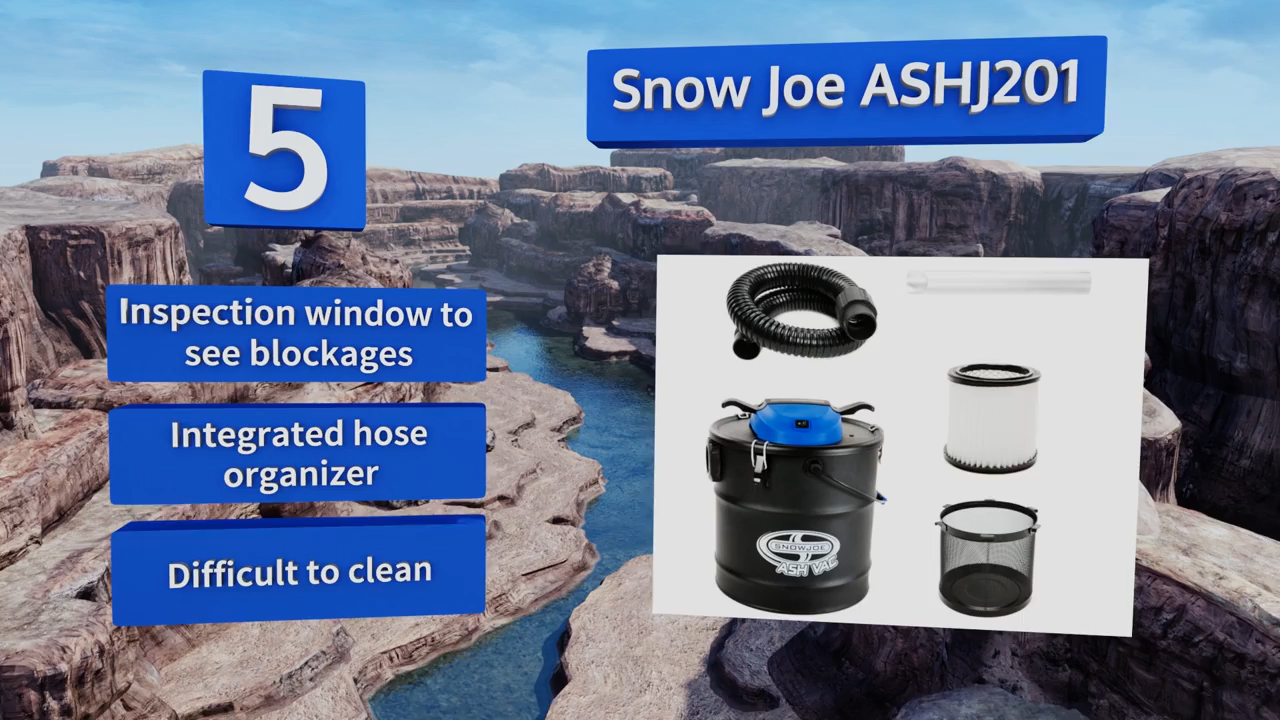 5
Snow Joe ASHJ201
Inspection window to
see blockages
Integrated hose
organizer
Difficult to clean
SNOWJOE
ASH VAC